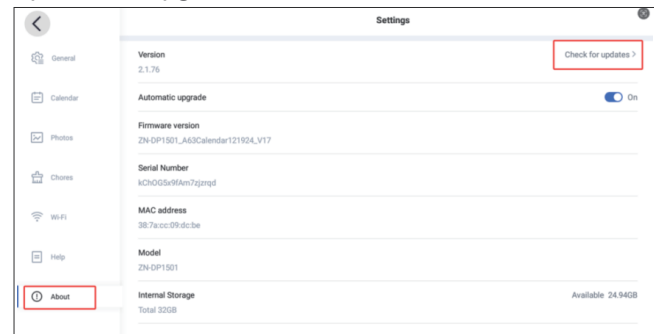 Settings
General
Calendar
Photos
Chores
Wi-Fi
Help
About
Version
2.1.76
Check for updates >
Automatic upgrade
On
Firmware version
ZN-DP1501_A63Calendar121924_V17
Serial Number
kChOG5x9fAm7zjzrqd
MAC address
38:7a:cc:09:dc:be
Model
ZN-DP1501
Internal Storage
Available 24.94GB
Total 32GB